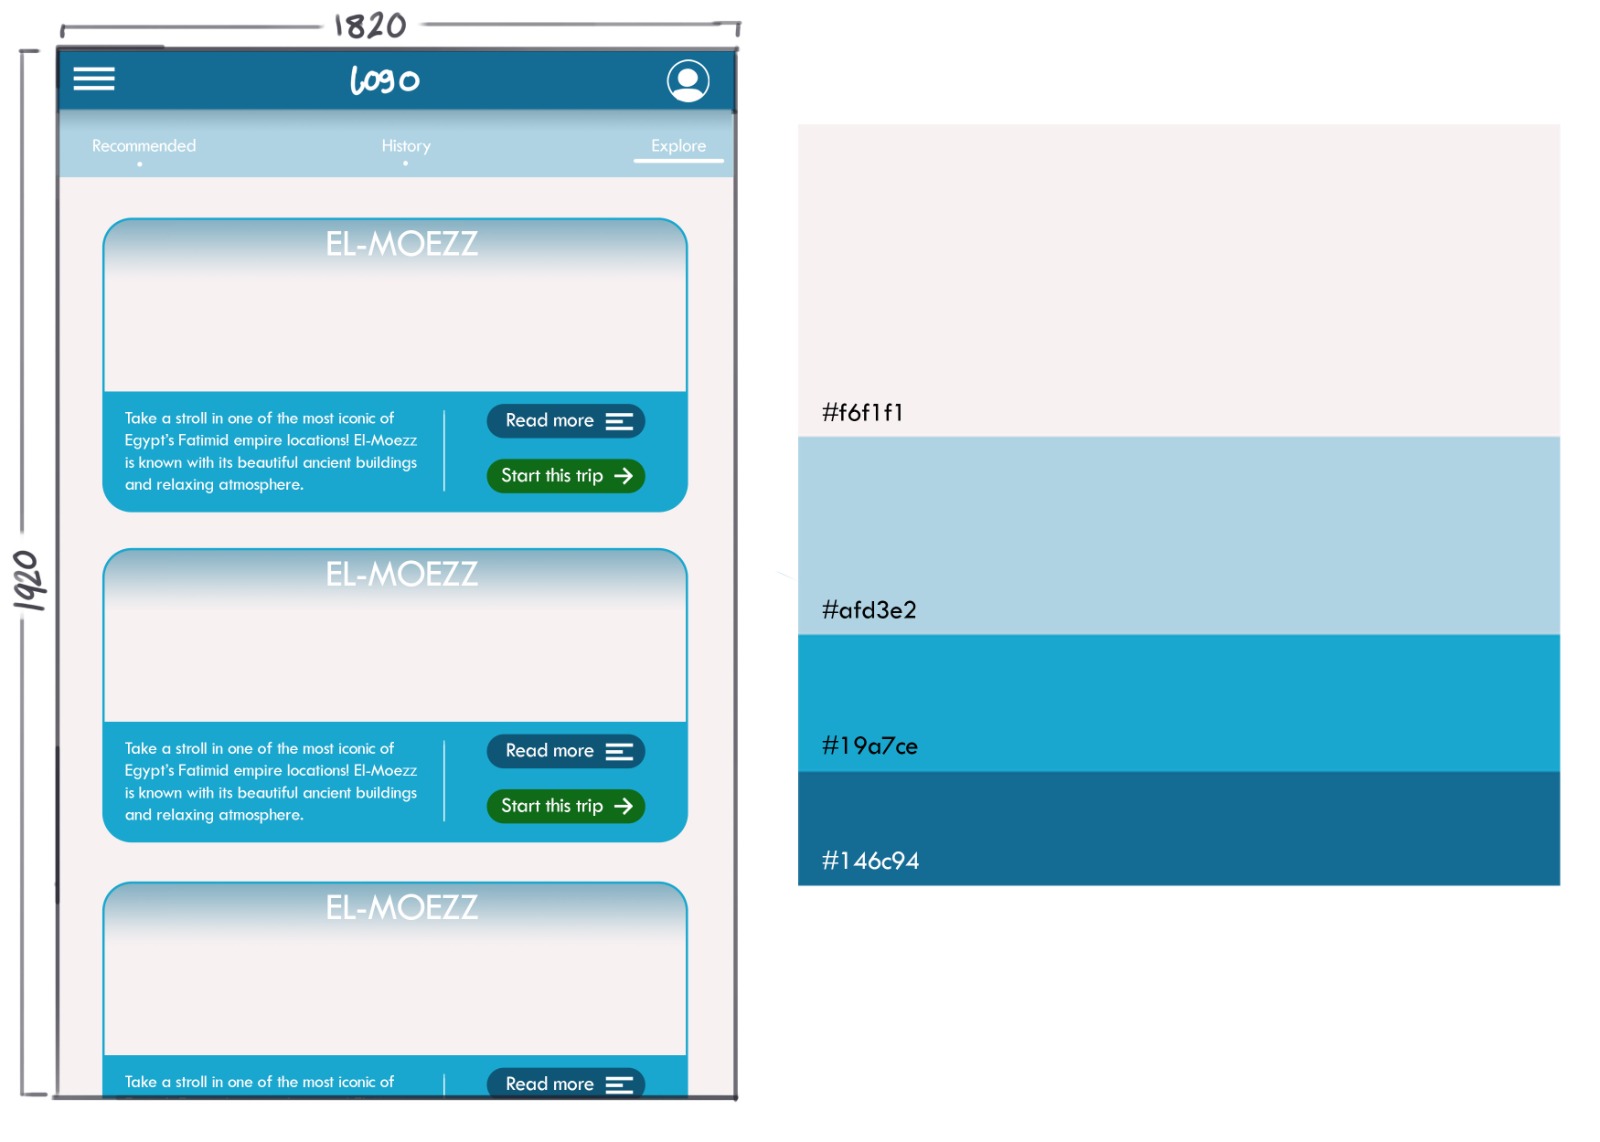 1820
Logo
Recommended
History
Explore
1920
EL-MOEZZ
Take a stroll in one of the most iconic of
Egypt's Fatimid empire locations! El-Moezz
is known with its beautiful ancient buildings
and relaxing atmosphere.
Read more
Start this trip
EL-MOEZZ
Take a stroll in one of the most iconic of
Egypt's Fatimid empire locations! El-Moezz
is known with its beautiful ancient buildings
and relaxing atmosphere.
Read more
Start this trip
EL-MOEZZ
Take a stroll in one of the most iconic of
Read more
#f6f1f1
#afd3e2
#19a7ce
#146c94